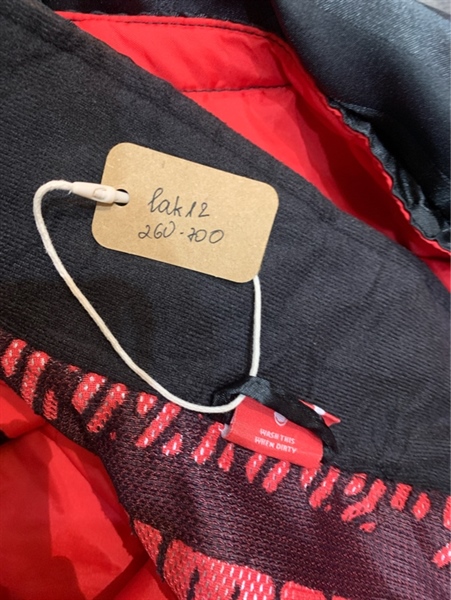 lak12
260-700
WASH THIS
WHEN DIRTY